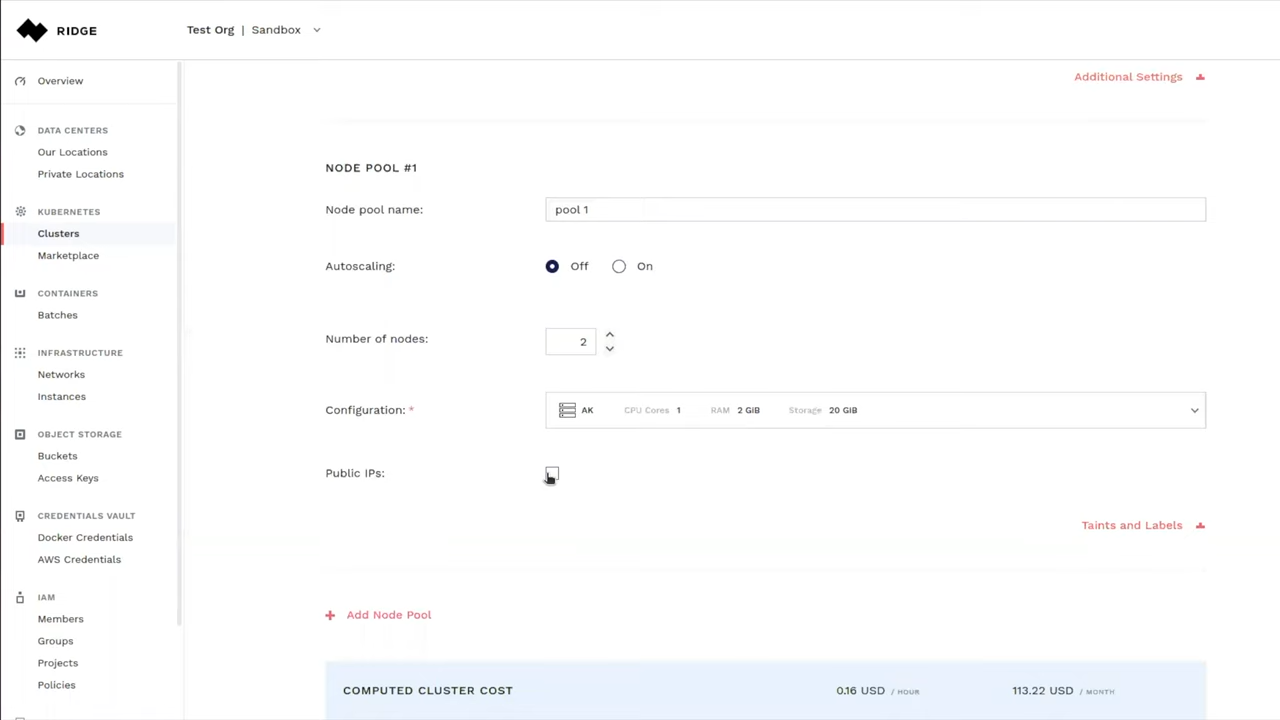 RIDGE
Test Org | Sandbox
Overview
DATA CENTERS
Our Locations
Private Locations
KUBERNETES
Clusters
Marketplace
CONTAINERS
Batches
INFRASTRUCTURE
Networks
Instances
OBJECT STORAGE
Buckets
Access Keys
CREDENTIALS VAULT
Docker Credentials
AWS Credentials
IAM
Members
Groups
Projects
Policies
Additional Settings
NODE POOL #1
Node pool name: pool 1
Autoscaling: Off On
Number of nodes: 2
Configuration: * AK CPU Cores 1 RAM 2 GiB Storage 20 GiB
Public IPs:
Taints and Labels
+ Add Node Pool
COMPUTED CLUSTER COST 0.16 USD / HOUR 113.22 USD / MONTH